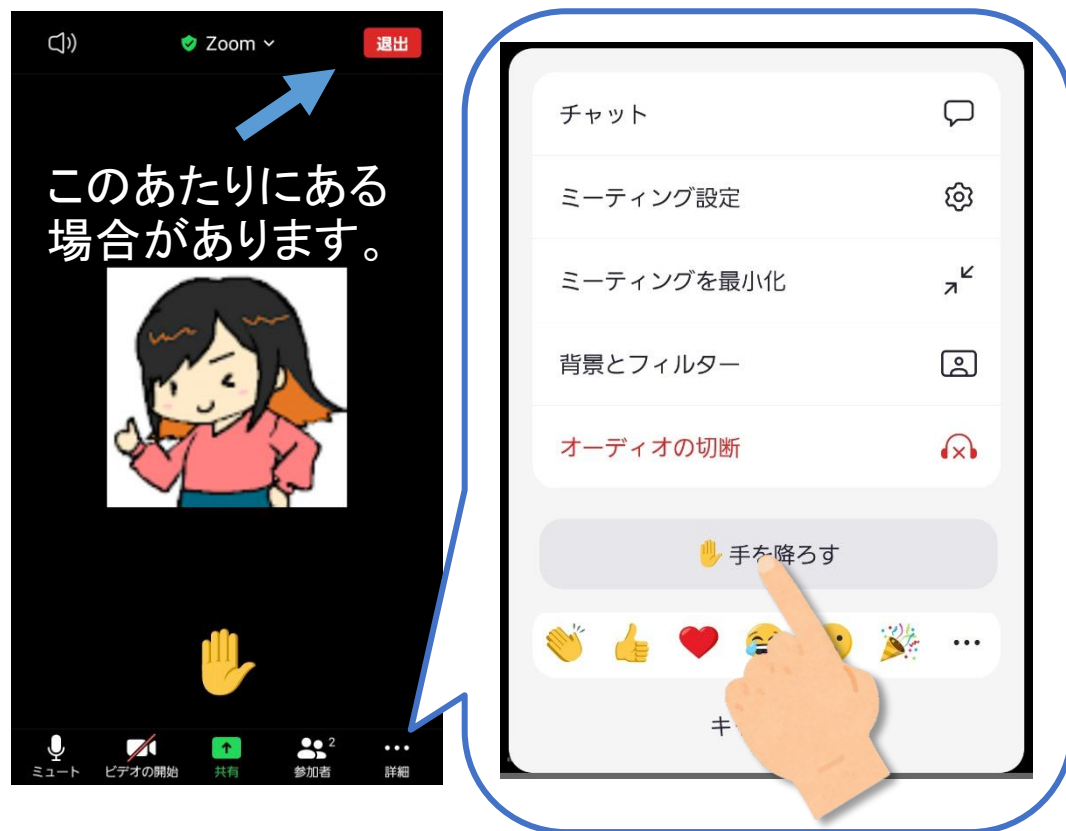 Zoom
退出
このあたりにある
場合があります。
ミュート
ビデオの開始
共有
2
参加者
詳細
チャット
ミーティング設定
ミーティングを最小化
背景とフィルター
オーディオの切断
手を降ろす
キ